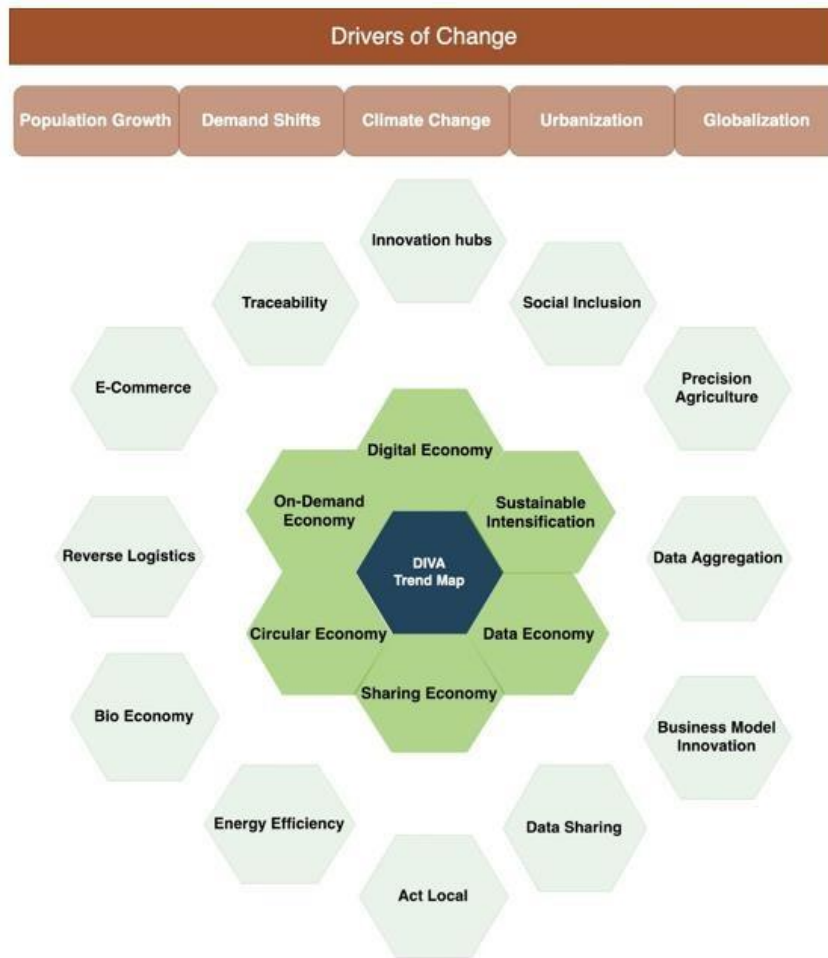 Drivers of Change
Population Growth
Demand Shifts
Climate Change
Urbanization
Globalization
Innovation hubs
Traceability
Social Inclusion
E-Commerce
Precision
Agriculture
Digital Economy
On-Demand
Economy
Sustainable
Intensification
Reverse Logistics
DIVA
Trend Map
Data Aggregation
Circular Economy
Data Economy
Sharing Economy
Bio Economy
Business Model
Innovation
Energy Efficiency
Data Sharing
Act Local